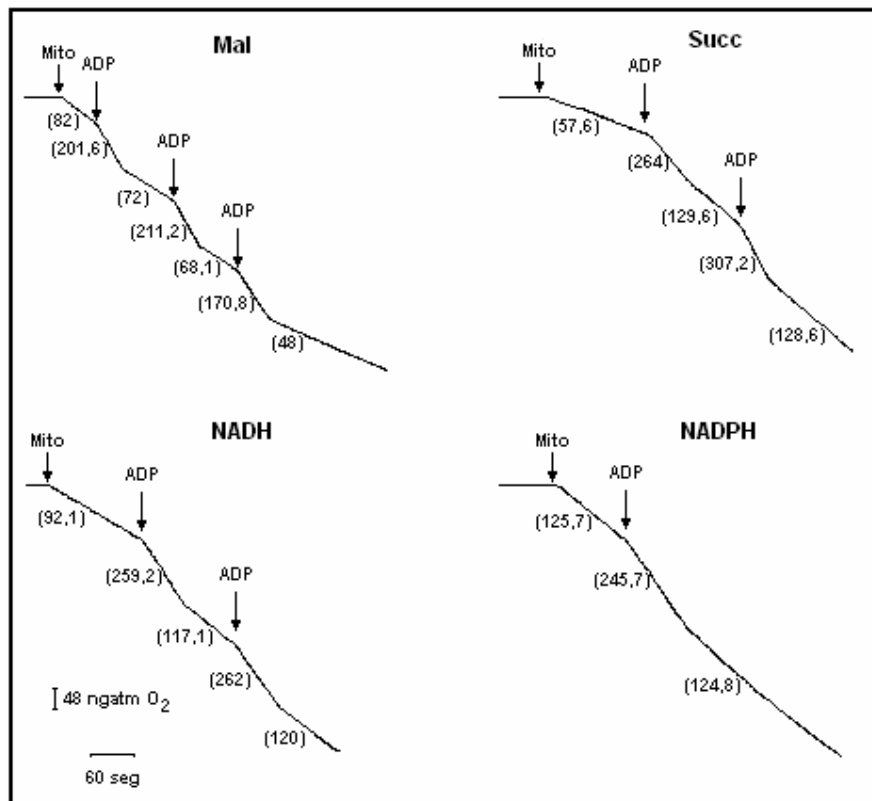 Mal
Mito
ADP
(82)
(201,6)
ADP
(72)
(211,2)
ADP
(68,1)
(170,8)
(48)
Succ
Mito
ADP
(57,6)
(264)
ADP
(129,6)
(307,2)
(128,6)
NADH
Mito
ADP
(92,1)
(259,2)
ADP
(117,1)
(262)
(120)
48 ngatm O2
60 seg
NADPH
Mito
ADP
(125,7)
(245,7)
(124,8)